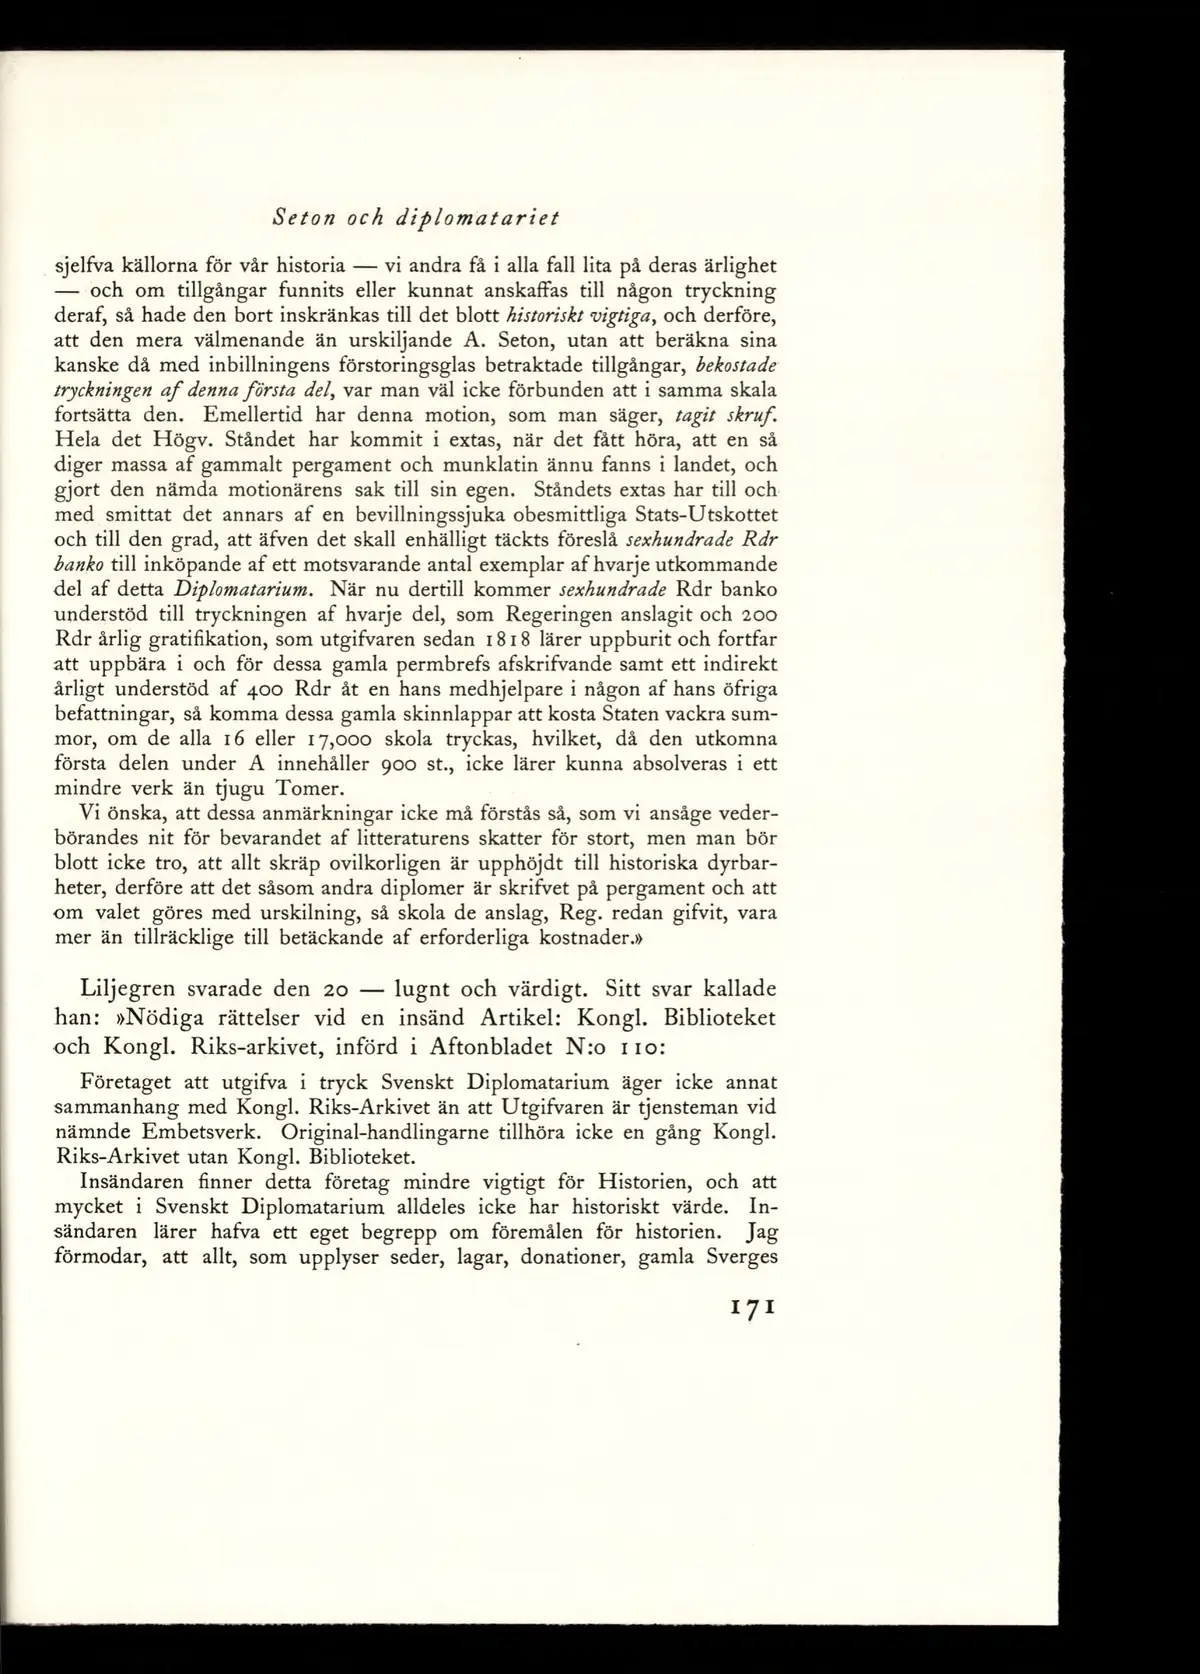 Seton och diplomatariet
sjelfva källorna för vår historia — vi andra få i alla fall lita på deras ärlighet
— och om tillgångar funnits eller kunnat anskaffas till någon tryckning
deraf, så hade den bort inskränkas till det blott historiskt vigtiga, och derföre,
att den mera välmenande än urskiljande A. Seton, utan att beräkna sina
kanske då med inbillningens förstoringsglas betraktade tillgångar, bekostade
tryckningen af denna första del, var man väl icke förbunden att i samma skala
fortsätta den. Emellertid har denna motion, som man säger, tagit skruf.
Hela det Högv. Ståndet har kommit i extas, när det fått höra, att en så
diger massa af gammalt pergament och munklatin ännu fanns i landet, och
gjort den nämda motionärens sak till sin egen. Ståndets extas har till och
med smittat det annars af en bevillningssjuka obesmittliga Stats-Utskottet
och till den grad, att äfven det skall enhälligt täckts föreslå sexhundrade Rdr
banko till inköpande af ett motsvarande antal exemplar af hvarje utkommande
del af detta Diplomatarium. När nu dertill kommer sexhundrade Rdr banko
understöd till tryckningen af hvarje del, som Regeringen anslagit och 200
Rdr årlig gratifikation, som utgifvaren sedan 1818 lärer uppburit och fortfar
att uppbära i och för dessa gamla permbrefs afskrifvande samt ett indirekt
årligt understöd af 400 Rdr åt en hans medhjelpare i någon af hans öfriga
befattningar, så komma dessa gamla skinnlappar att kosta Staten vackra sum-
mor, om de alla 16 eller 17,000 skola tryckas, hvilket, då den utkomna
första delen under A innehåller 900 st., icke lärer kunna absolveras i ett
mindre verk än tjugu Tomer.
Vi önska, att dessa anmärkningar icke må förstås så, som vi ansåge veder-
börandes nit för bevarandet af litteraturens skatter för stort, men man bör
blott icke tro, att allt skräp ovilkorligen är upphöjdt till historiska dyrbar-
heter, derföre att det såsom andra diplomer är skrifvet på pergament och att
om valet göres med urskilning, så skola de anslag, Reg. redan gifvit, vara
mer än tillräcklige till betäckande af erforderliga kostnader.»
Liljegren svarade den 20 — lugnt och värdigt. Sitt svar kallade
han: »Nödiga rättelser vid en insänd Artikel: Kongl. Biblioteket
och Kongl. Riks-arkivet, införd i Aftonbladet N:o 110:
Företaget att utgifva i tryck Svenskt Diplomatarium äger icke annat
sammanhang med Kongl. Riks-Arkivet än att Utgifvaren är tjensteman vid
nämnde Embetsverk. Original-handlingarne tillhöra icke en gång Kongl.
Riks-Arkivet utan Kongl. Biblioteket.
Insändaren finner detta företag mindre vigtigt för Historien, och att
mycket i Svenskt Diplomatarium alldeles icke har historiskt värde. In-
sändaren lärer hafva ett eget begrepp om föremålen för historien. Jag
förmodar, att allt, som upplyser seder, lagar, donationer, gamla Sverges
171